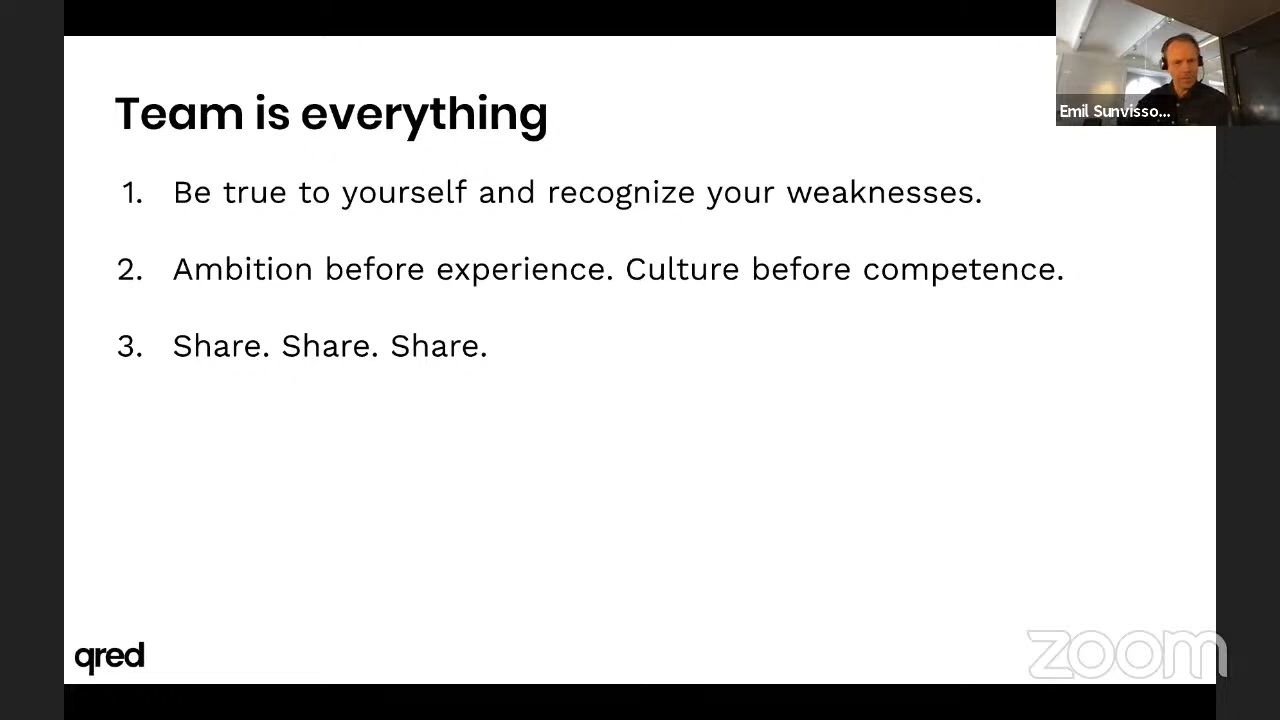 Team is everything
1. Be true to yourself and recognize your weaknesses.
2. Ambition before experience. Culture before competence.
3. Share. Share. Share.
Emil Sunvisso...
qred
zoom